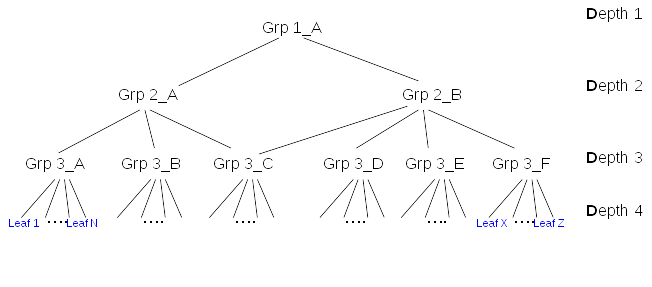 Depth 1
Grp 1_A
Depth 2
Grp 2_A Grp 2_B
Depth 3
Grp 3_A Grp 3_B Grp 3_C Grp 3_D Grp 3_E Grp 3_F
Depth 4
Leaf 1 .... Leaf N .... .... .... .... Leaf X .... Leaf Z